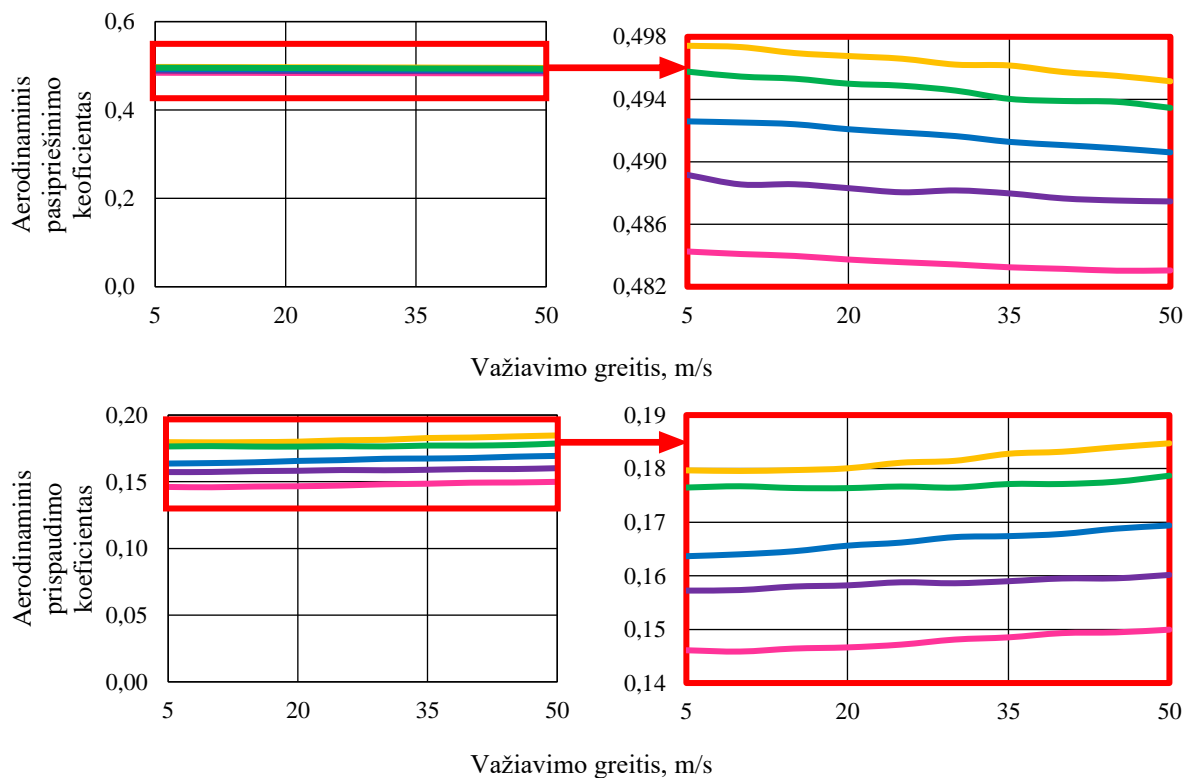 Aerodinaminis
pasipriešinimo
keoficientas
0,6
0,4
0,2
0,0
5 20 35 50
0,498
0,494
0,490
0,486
0,482
5 20 35 50
Važiavimo greitis, m/s
Aerodinaminis
prispaudimo
koeficientas
0,20
0,15
0,10
0,05
0,00
5 20 35 50
0,19
0,18
0,17
0,16
0,15
0,14
5 20 35 50
Važiavimo greitis, m/s